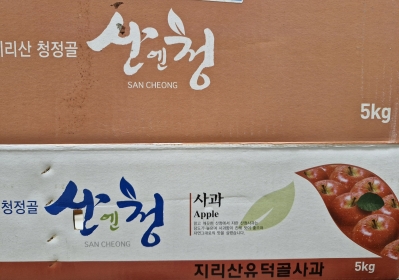 지리산 청정골
산엔청
SAN CHEONG
5kg
청정골
산엔청
SAN CHEONG
사과
Apple
지리산유덕골사과
5kg